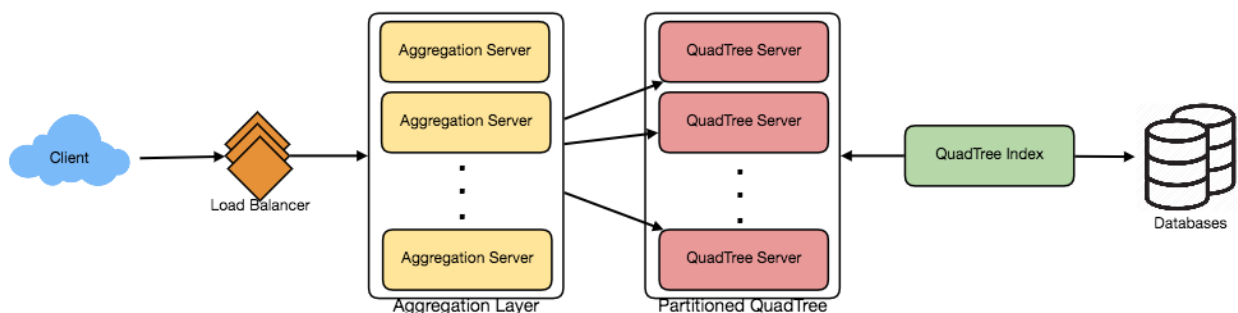 Client
Load Balancer
Aggregation Server
Aggregation Server
Aggregation Server
Aggregation Layer
QuadTree Server
QuadTree Server
QuadTree Server
Partitioned QuadTree
QuadTree Index
Databases